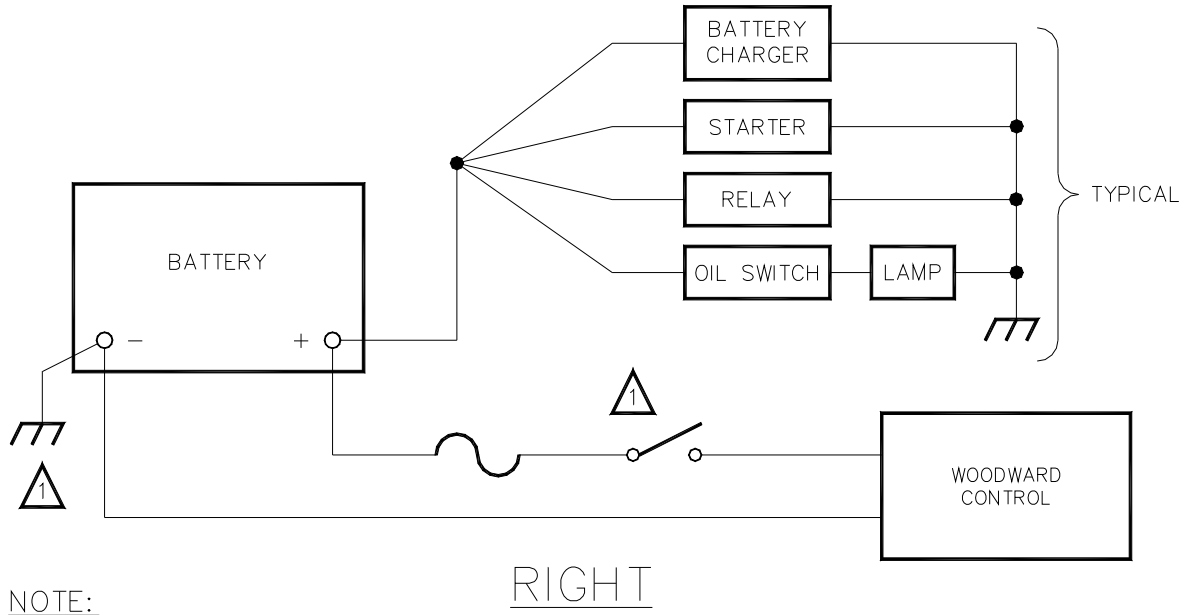 BATTERY
CHARGER
STARTER
RELAY
TYPICAL
BATTERY
OIL SWITCH
LAMP
−
+
1
1
WOODWARD
CONTROL
RIGHT
NOTE: